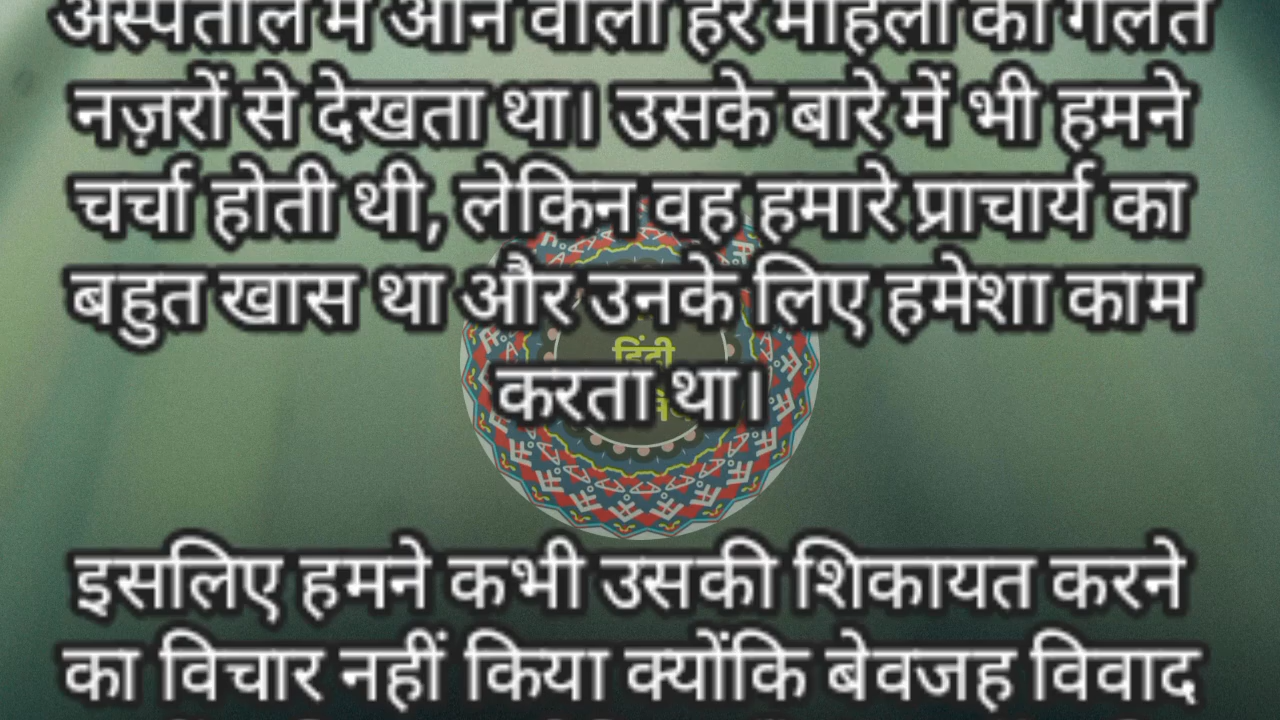 अस्पताल में आने वाली हर महिला को गलत
नज़रों से देखता था। उसके बारे में भी हमने
चर्चा होती थी, लेकिन वह हमारे प्राचार्य का
बहुत खास था और उनके लिए हमेशा काम
हिंदी
करता था।
इसलिए हमने कभी उसकी शिकायत करने
का विचार नहीं किया क्योंकि बेवजह विवाद